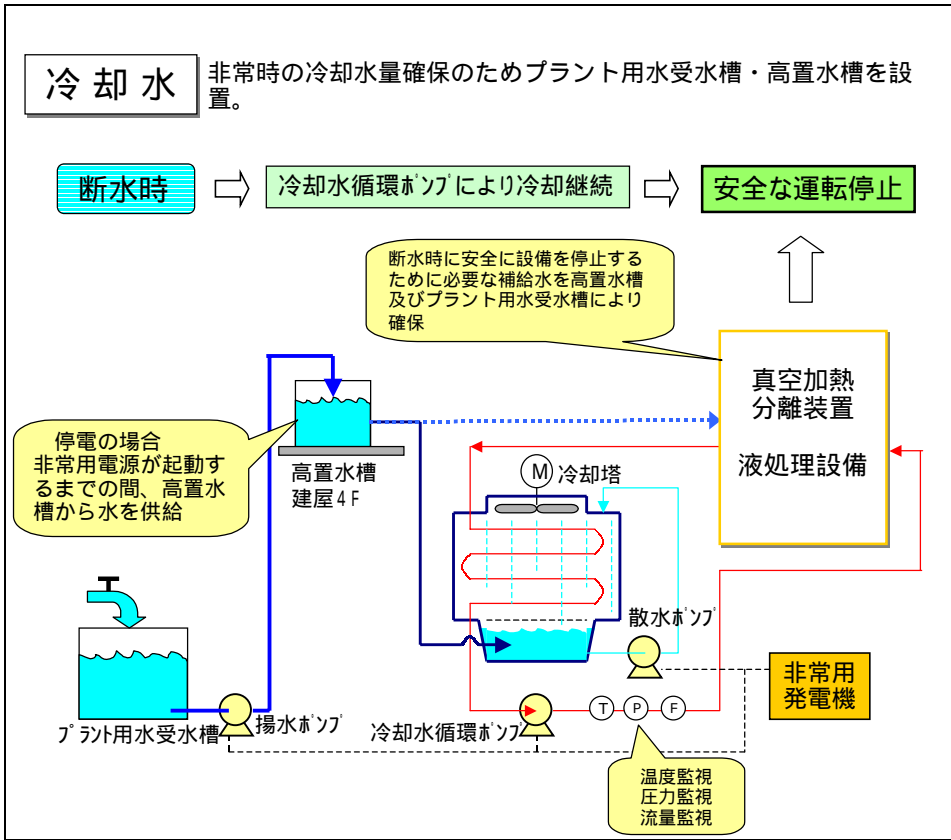 冷却水
非常時の冷却水量確保のためプラント用水受水槽・高置水槽を設
置。
断水時
冷却水循環ﾎﾟﾝﾌﾟにより冷却継続
安全な運転停止
断水時に安全に設備を停止する
ために必要な補給水を高置水槽
及びプラント用水受水槽により
確保
真空加熱
分離装置
液処理設備
停電の場合
非常用電源が起動す
るまでの間、高置水
槽から水を供給
高置水槽
建屋4F
M
冷却塔
散水ﾎﾟﾝﾌﾟ
非常用
発電機
ﾌﾟﾗﾝﾄ用水受水槽
揚水ﾎﾟﾝﾌﾟ
冷却水循環ﾎﾟﾝﾌﾟ
T
P
F
温度監視
圧力監視
流量監視